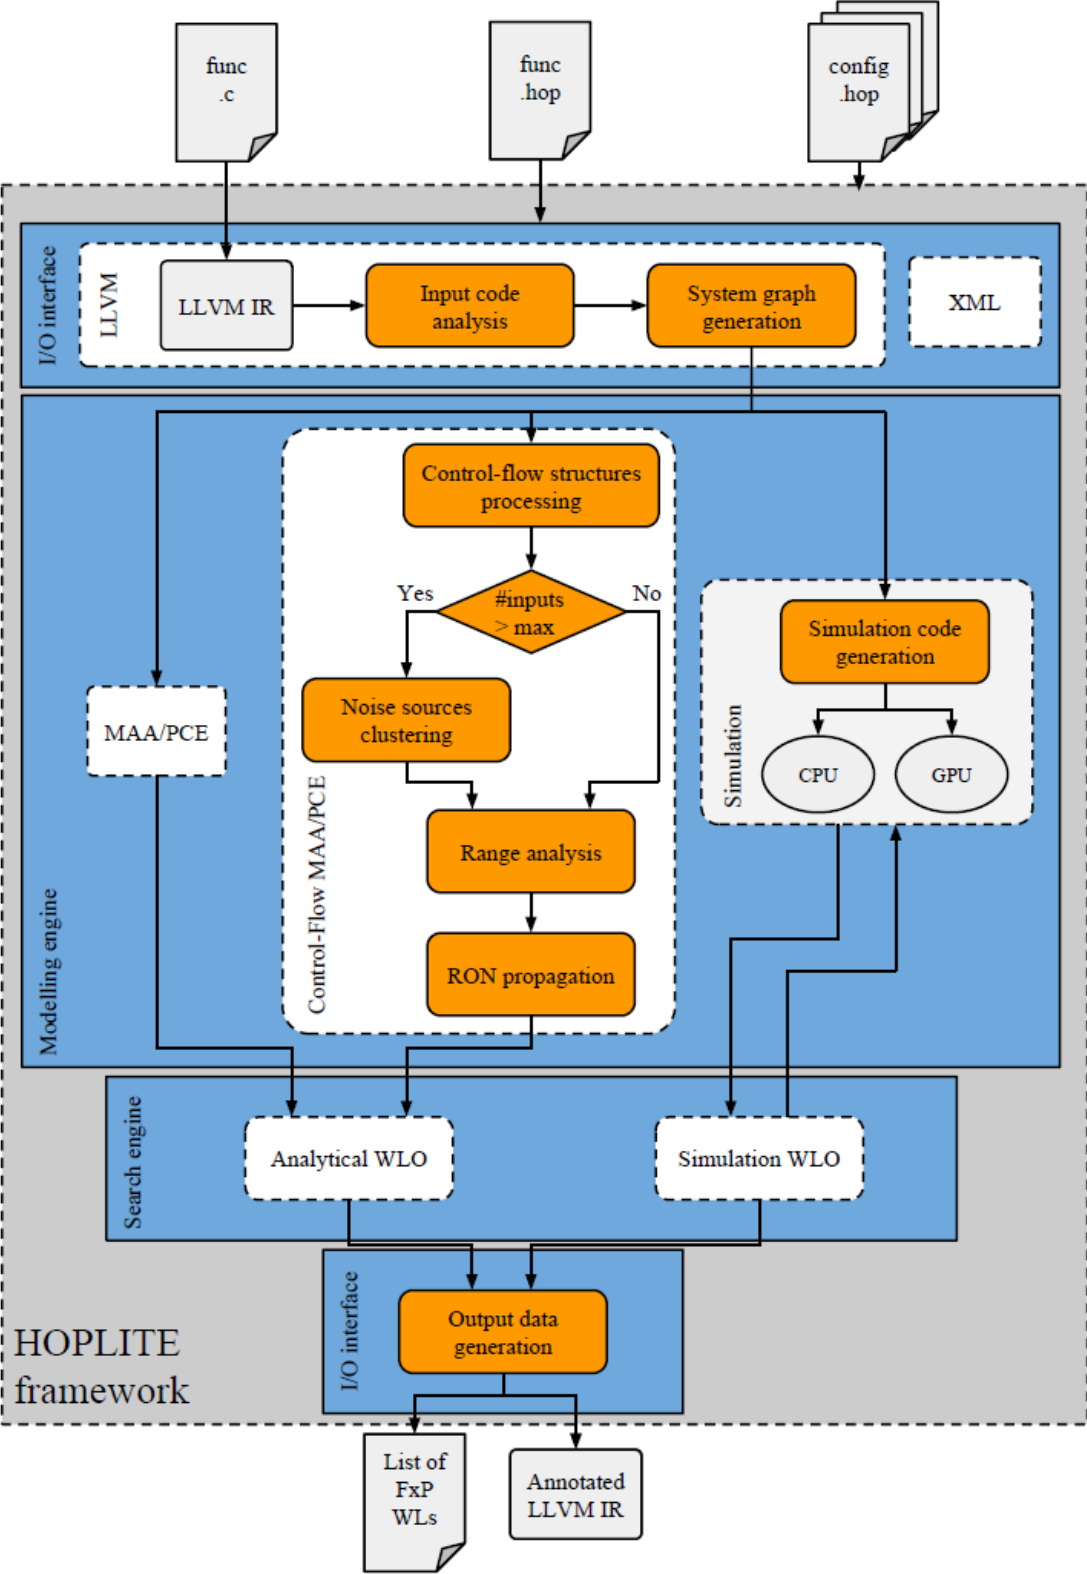 func
.c
func
.hop
config
.hop
I/O interface
LLVM
LLVM IR
Input code
analysis
System graph
generation
XML
Control-flow structures
processing
Yes
#inputs
> max
No
Simulation code
generation
Noise sources
clustering
MAA/PCE
Simulation
CPU
GPU
Control-Flow MAA/PCE
Range analysis
Modelling engine
RON propagation
Search engine
Analytical WLO
Simulation WLO
I/O interface
Output data
generation
HOPLITE
framework
List of
FxP
WLs
Annotated
LLVM IR